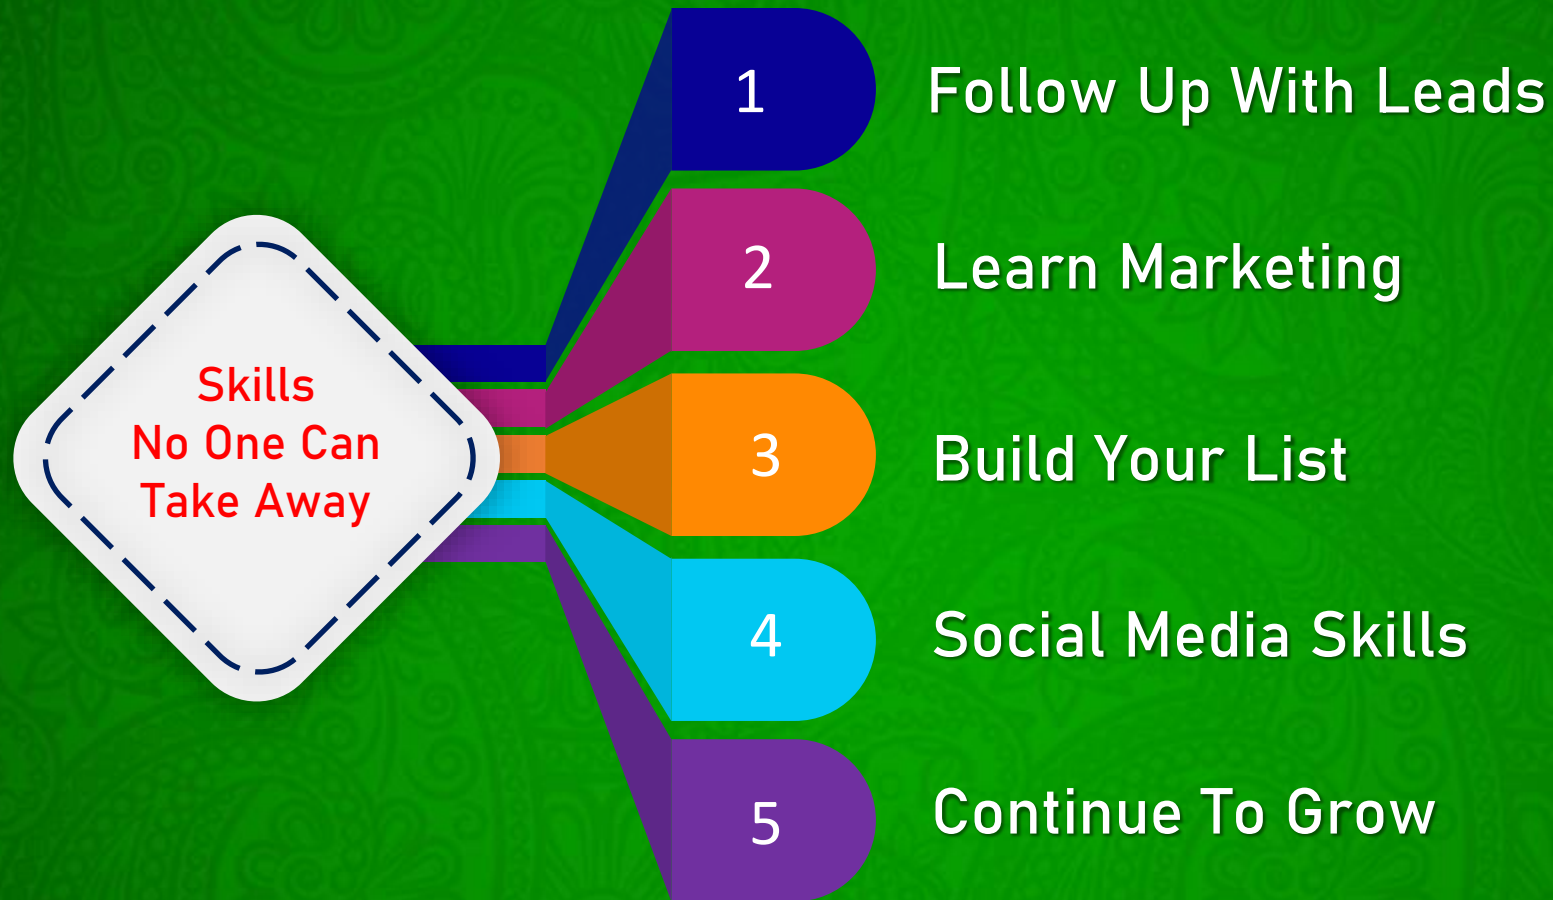 Skills
No One Can
Take Away
1 Follow Up With Leads
2 Learn Marketing
3 Build Your List
4 Social Media Skills
5 Continue To Grow